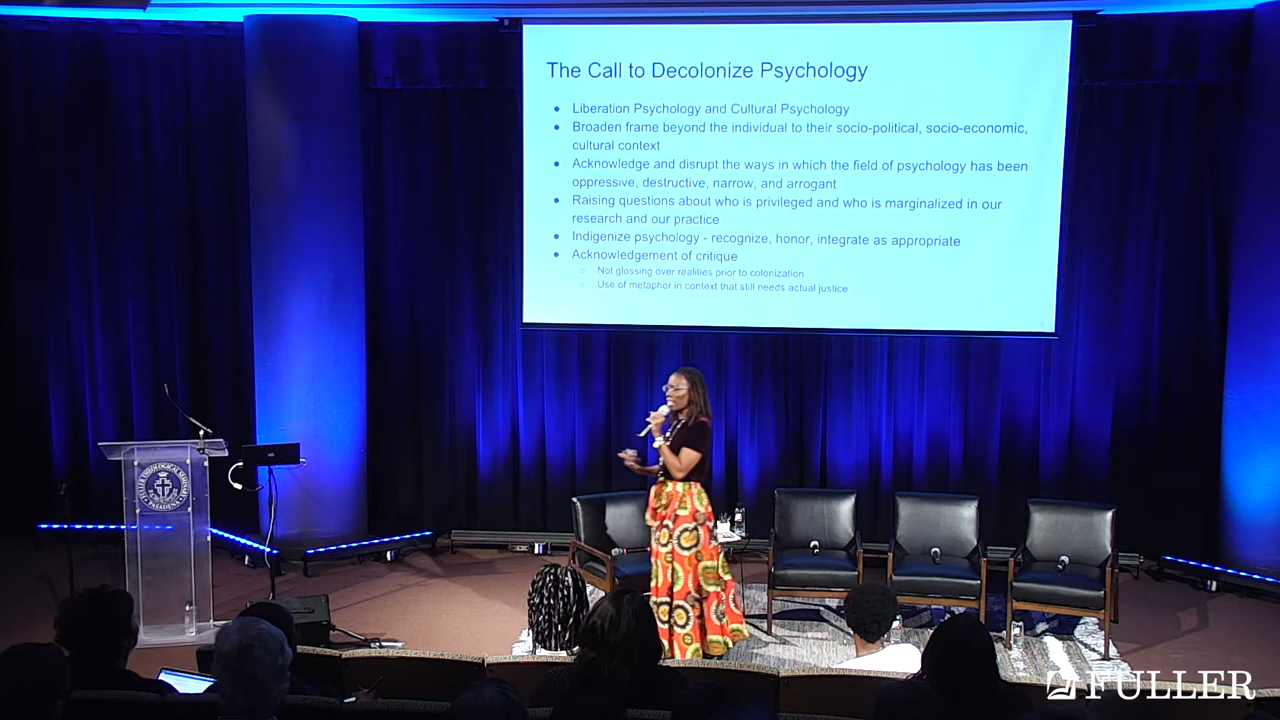 The Call to Decolonize Psychology
● Liberation Psychology and Cultural Psychology
● Broaden frame beyond the individual to their socio-political, socio-economic,
cultural context
● Acknowledge and disrupt the ways in which the field of psychology has been
oppressive, destructive, narrow, and arrogant
● Raising questions about who is privileged and who is marginalized in our
research and our practice
● Indigenize psychology - recognize, honor, integrate as appropriate
● Acknowledgement of critique
○ Not glossing over realities prior to colonization
○ Use of metaphor in context that still needs actual justice
FULLER THEOLOGICAL SEMINARY
PASADENA
FULLER